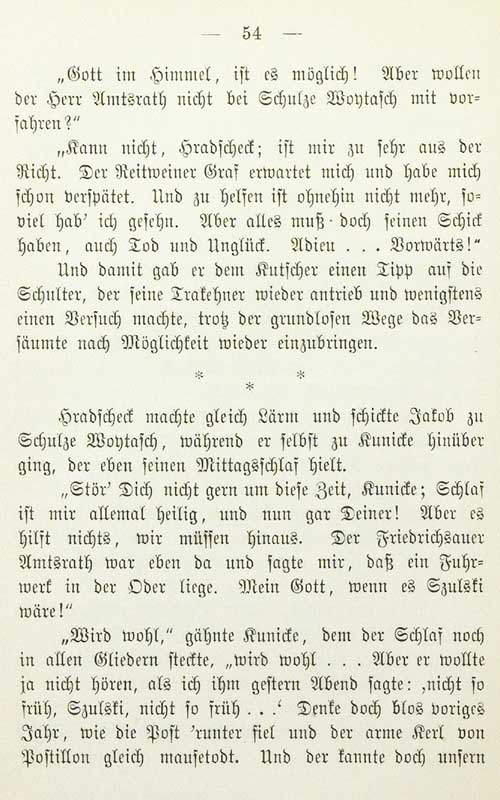 — 54 —
„Gott im Himmel, ist es möglich! Aber wollen
der Herr Amtsrath nicht bei Schulze Woytasch mit vor=
fahren?"
„Kann nicht, Hradscheck; ist mir zu sehr aus der
Richt. Der Reitweiner Graf erwartet mich und habe mich
schon verspätet. Und zu helfen ist ohnehin nicht mehr, so=
viel hab' ich gesehn. Aber alles muß doch seinen Schick
haben, auch Tod und Unglück. Adieu . . . Vorwärts!"
Und damit gab er dem Kutscher einen Tipp auf die
Schulter, der seine Trakehner wieder antrieb und wenigstens
einen Versuch machte, trotz der grundlosen Wege das Ver=
säumte nach Möglichkeit wieder einzubringen.
* * *
Hradscheck machte gleich Lärm und schickte Jakob zu
Schulze Woytasch, während er selbst zu Kunicke hinüber
ging, der eben seinen Mittagsschlaf hielt.
„Stör' Dich nicht gern um diese Zeit, Kunicke; Schlaf
ist mir allemal heilig, und nun gar Deiner! Aber es
hilft nichts, wir müssen hinaus. Der Friedrichsauer
Amtsrath war eben da und sagte mir, daß ein Fuhr=
werk in der Oder liege. Mein Gott, wenn es Szulski
wäre!"
„Wird wohl," gähnte Kunicke, dem der Schlaf noch
in allen Gliedern steckte, „wird wohl . . . Aber er wollte
ja nicht hören, als ich ihm gestern Abend sagte: ‚nicht so
früh, Szulski, nicht so früh . . .' Denke doch blos voriges
Jahr, wie die Post 'runter fiel und der arme Kerl von
Postillon gleich mausetodt. Und der kannte doch unsern